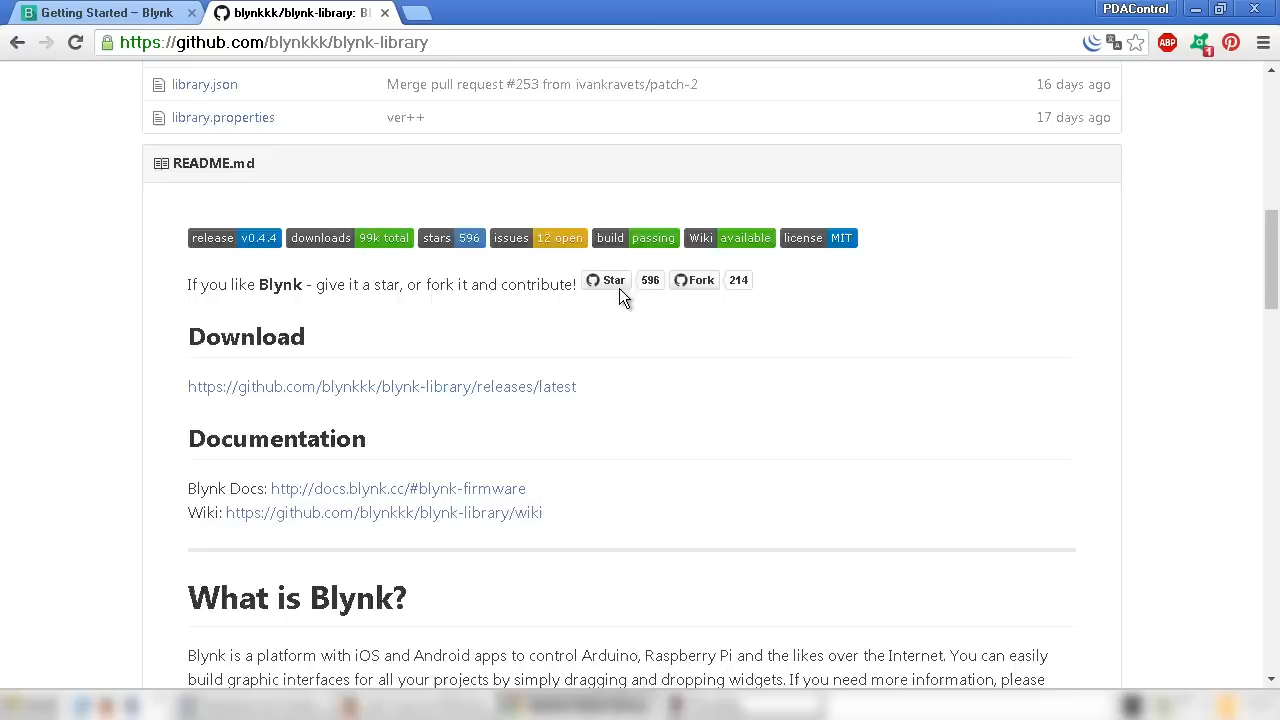 Getting Started – Blynk
blynkkk/blynk-library: Bl
PDAControl
https://github.com/blynkkk/blynk-library
ABP
1
library.json Merge pull request #253 from ivankravets/patch-2 16 days ago
library.properties ver++ 17 days ago
README.md
release v0.4.4 downloads 99k total stars 596 issues 12 open build passing Wiki available license MIT
If you like Blynk - give it a star, or fork it and contribute! Star 596 Fork 214
Download
https://github.com/blynkkk/blynk-library/releases/latest
Documentation
Blynk Docs: http://docs.blynk.cc/#blynk-firmware
Wiki: https://github.com/blynkkk/blynk-library/wiki
What is Blynk?
Blynk is a platform with iOS and Android apps to control Arduino, Raspberry Pi and the likes over the Internet. You can easily
build graphic interfaces for all your projects by simply dragging and dropping widgets. If you need more information, please